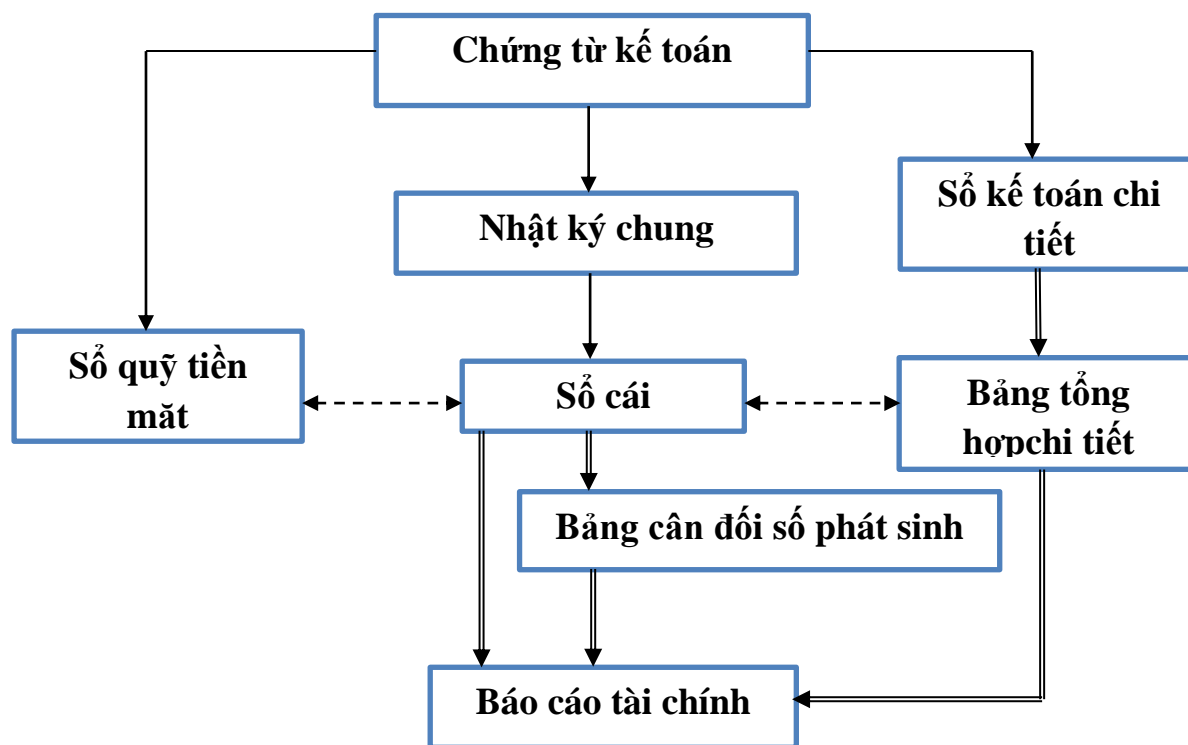 Chứng từ kế toán
Nhật ký chung
Sổ kế toán chi
tiết
Sổ quỹ tiền
măt
Sổ cái
Bảng tổng
hợpchi tiết
Bảng cân đối số phát sinh
Báo cáo tài chính